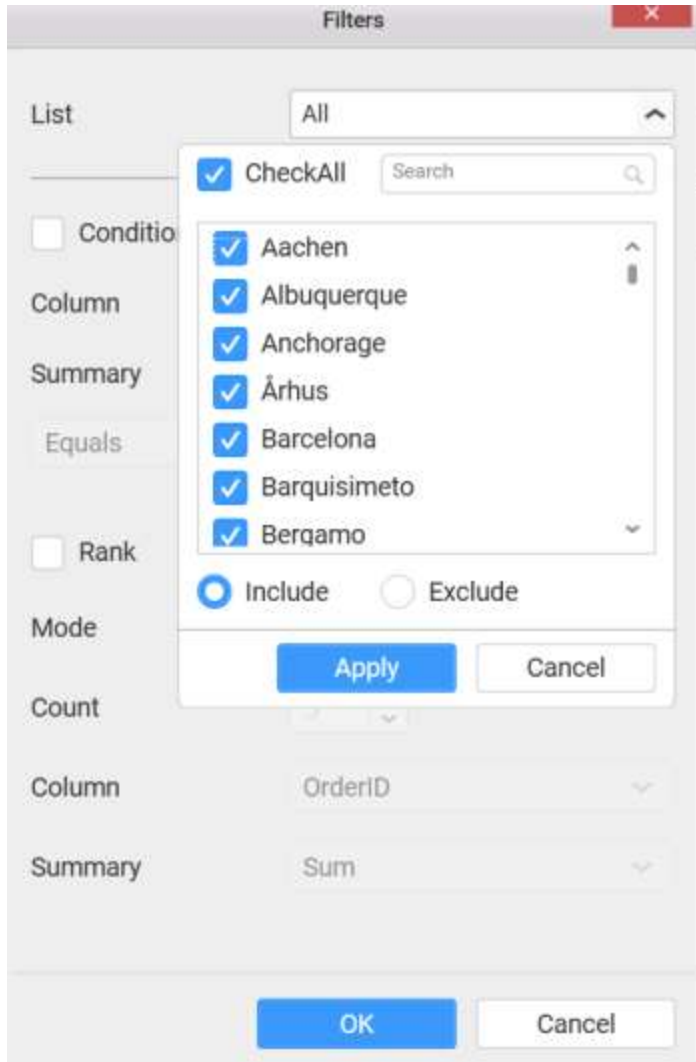 Filters
List All
CheckAll Search
Conditio
Aachen
Albuquerque
Column
Anchorage
Summary
Århus
Equals
Barcelona
Barquisimeto
Bergamo
Rank
Include Exclude
Mode
Apply Cancel
Count
Column OrderID
Summary Sum
OK Cancel